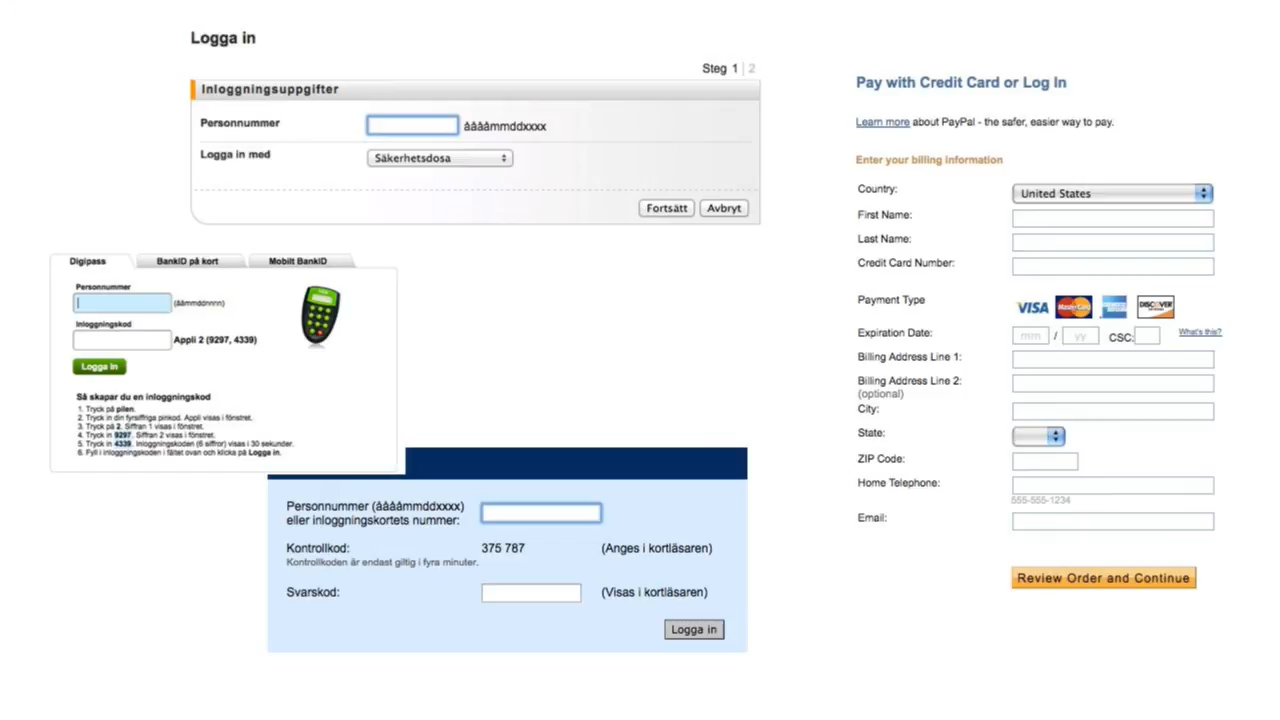 Logga in
Steg 1 | 2
Inloggningsuppgifter
Personnummer
ååååmmddxxxx
Logga in med
Säkerhetsdosa
Fortsätt
Avbryt
Digipass
BankID på kort
Mobilt BankID
Personnummer
(ååmmddnnnn)
Inloggningskod
Appli 2 (9297, 4339)
Logga in
Så skapar du en inloggningskod
1. Tryck på pilen.
2. Tryck in din fyrsiffriga pinkod. Appli visas i fönstret.
3. Tryck på 2. Siffran 1 visas i fönstret.
4. Tryck in 9297. Siffran 2 visas i fönstret.
5. Tryck in 4339. Inloggningskoden (6 siffror) visas i 30 sekunder.
6. Fyll i inloggningskoden i fältet ovan och klicka på Logga in.
Personnummer (ååååmmddxxxx)
eller inloggningskortets nummer:
Kontrollkod:
375 787
(Anges i kortläsaren)
Kontrollkoden är endast giltig i fyra minuter.
Svarskod:
(Visas i kortläsaren)
Logga in
Pay with Credit Card or Log In
Learn more about PayPal - the safer, easier way to pay.
Enter your billing information
Country:
United States
First Name:
Last Name:
Credit Card Number:
Payment Type
VISA
MasterCard
AMERICAN EXPRESS
DISCOVER
Expiration Date:
mm / yy
CSC:
What's this?
Billing Address Line 1:
Billing Address Line 2:
(optional)
City:
State:
ZIP Code:
Home Telephone:
555-555-1234
Email:
Review Order and Continue